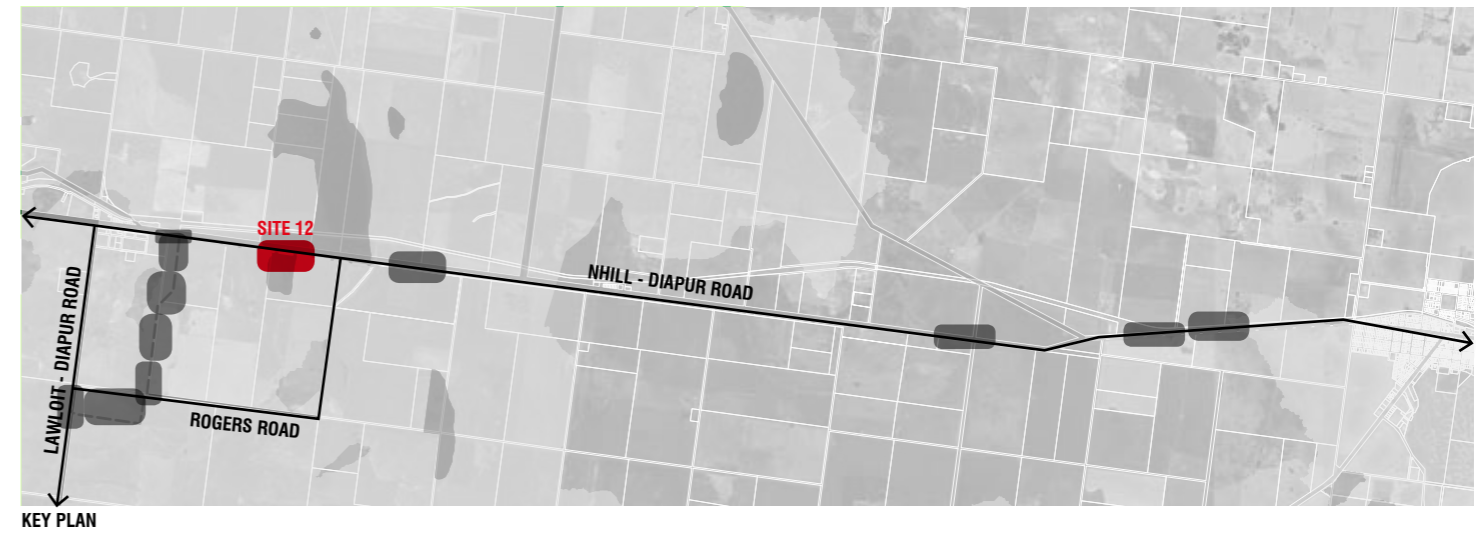 SITE 12
NHILL - DIAPUR ROAD
LAWLOIT - DIAPUR ROAD
ROGERS ROAD
KEY PLAN